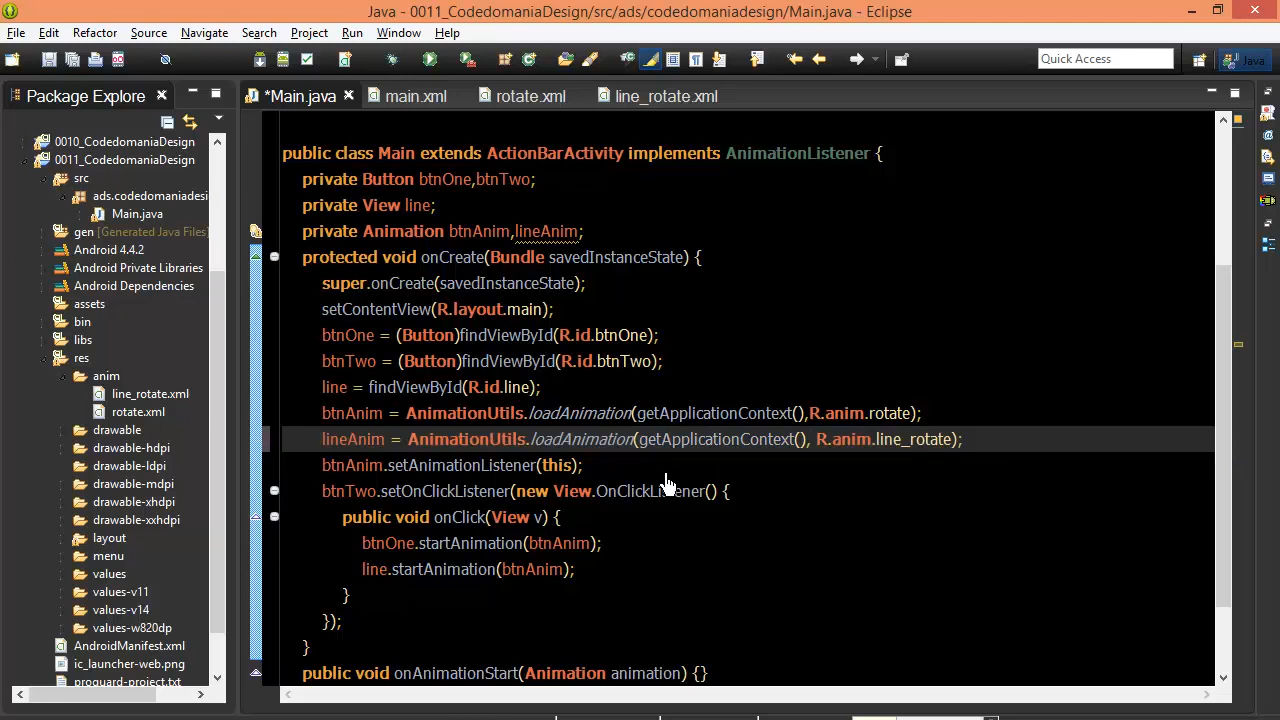 Java - 0011_CodedomaniaDesign/src/ads/codedomaniadesign/Main.java - Eclipse
File Edit Refactor Source Navigate Search Project Run Window Help
Quick Access
Java
Package Explore
*Main.java
main.xml
rotate.xml
line_rotate.xml
0010_CodedomaniaDesign
0011_CodedomaniaDesign
src
ads.codedomaniadesi
Main.java
gen [Generated Java Files]
Android 4.4.2
Android Private Libraries
Android Dependencies
assets
bin
libs
res
anim
line_rotate.xml
rotate.xml
drawable
drawable-hdpi
drawable-ldpi
drawable-mdpi
drawable-xhdpi
drawable-xxhdpi
layout
menu
values
values-v11
values-v14
values-w820dp
AndroidManifest.xml
ic_launcher-web.png
proguard-project.txt
public class Main extends ActionBarActivity implements AnimationListener {
private Button btnOne,btnTwo;
private View line;
private Animation btnAnim,lineAnim;
protected void onCreate(Bundle savedInstanceState) {
super.onCreate(savedInstanceState);
setContentView(R.layout.main);
btnOne = (Button)findViewById(R.id.btnOne);
btnTwo = (Button)findViewById(R.id.btnTwo);
line = findViewById(R.id.line);
btnAnim = AnimationUtils.loadAnimation(getApplicationContext(),R.anim.rotate);
lineAnim = AnimationUtils.loadAnimation(getApplicationContext(), R.anim.line_rotate);
btnAnim.setAnimationListener(this);
btnTwo.setOnClickListener(new View.OnClickListener() {
public void onClick(View v) {
btnOne.startAnimation(btnAnim);
line.startAnimation(btnAnim);
}
});
}
public void onAnimationStart(Animation animation) {}